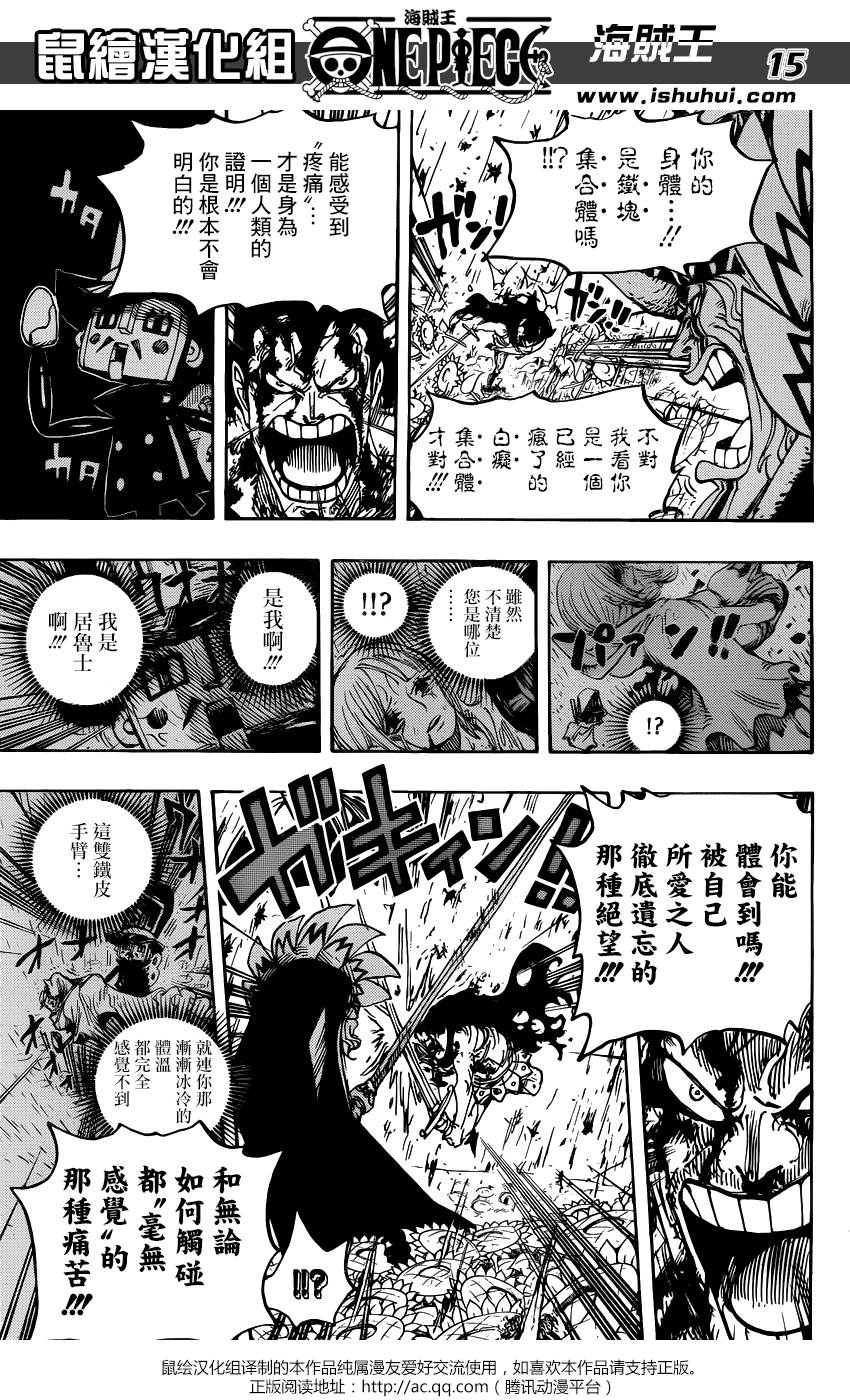 鼠繪漢化組
海賊王
ONE PIECE
海賊王
15
www.ishuhui.com
你的
身體…!!
是鐵塊
集合體嗎
!!?
ガン!
ガン!!
不對
我看你
是一個
已經
瘋了的
白癡
集合體
才對!!!
能感受到
“疼痛”…
才是身為
一個人類的
證明!!!
你是根本不會
明白的!!!
カタ
カタ
パァン!!
!?
雖然
不清楚
您是哪位
……
!!?
クオオ
是我啊!!!
我是
居魯士
啊!!!
你能
體會到嗎!!!
被自己
所愛之人
徹底遺忘的
那種絕望!!!
ガキィン!!
這雙鐵皮
手臂…
就連你那
漸漸冰冷的
體溫
都完全
感覺不到
和無論
如何觸碰
都“毫無
感覺”的
那種痛苦!!!
!!?
鼠绘汉化组译制的本作品纯属漫友爱好交流使用，如喜欢本作品请支持正版。
正版阅读地址：http://ac.qq.com（腾讯动漫平台）